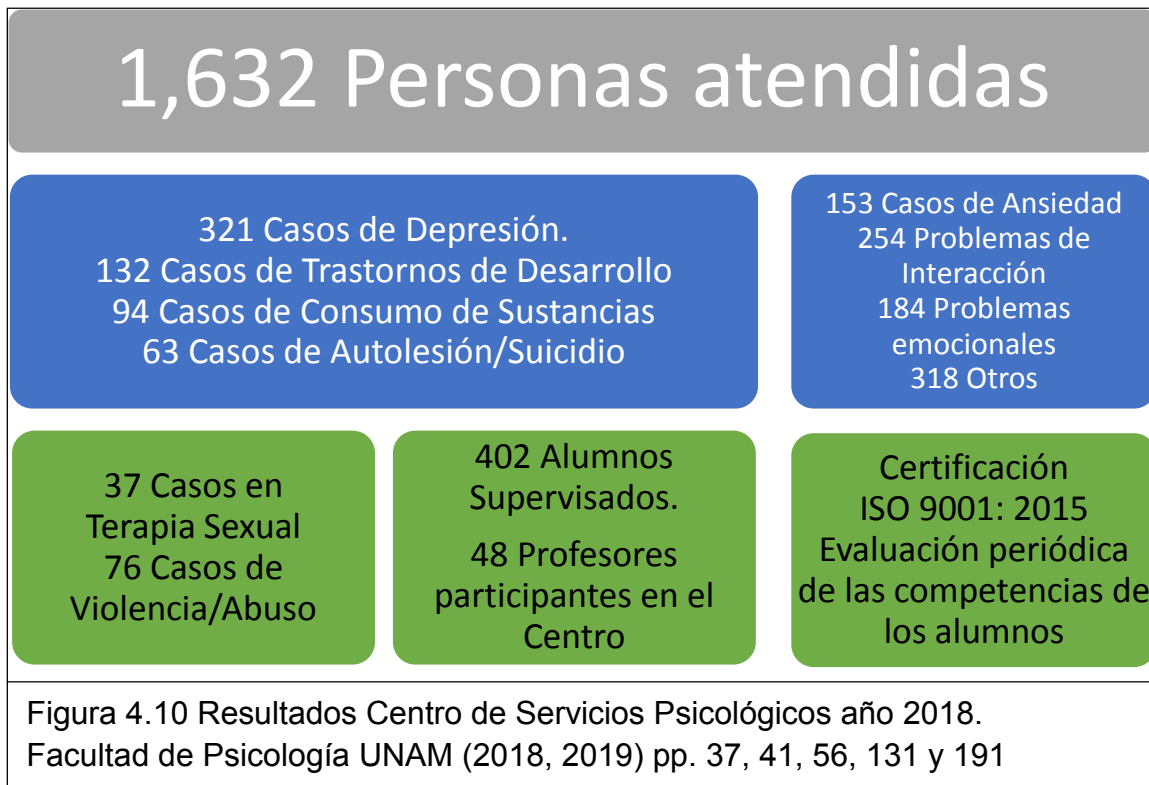 1,632 Personas atendidas
321 Casos de Depresión.
132 Casos de Trastornos de Desarrollo
94 Casos de Consumo de Sustancias
63 Casos de Autolesión/Suicidio
153 Casos de Ansiedad
254 Problemas de
Interacción
184 Problemas
emocionales
318 Otros
37 Casos en
Terapia Sexual
76 Casos de
Violencia/Abuso
402 Alumnos
Supervisados.
48 Profesores
participantes en el
Centro
Certificación
ISO 9001: 2015
Evaluación periódica
de las competencias de
los alumnos
Figura 4.10 Resultados Centro de Servicios Psicológicos año 2018.
Facultad de Psicología UNAM (2018, 2019) pp. 37, 41, 56, 131 y 191